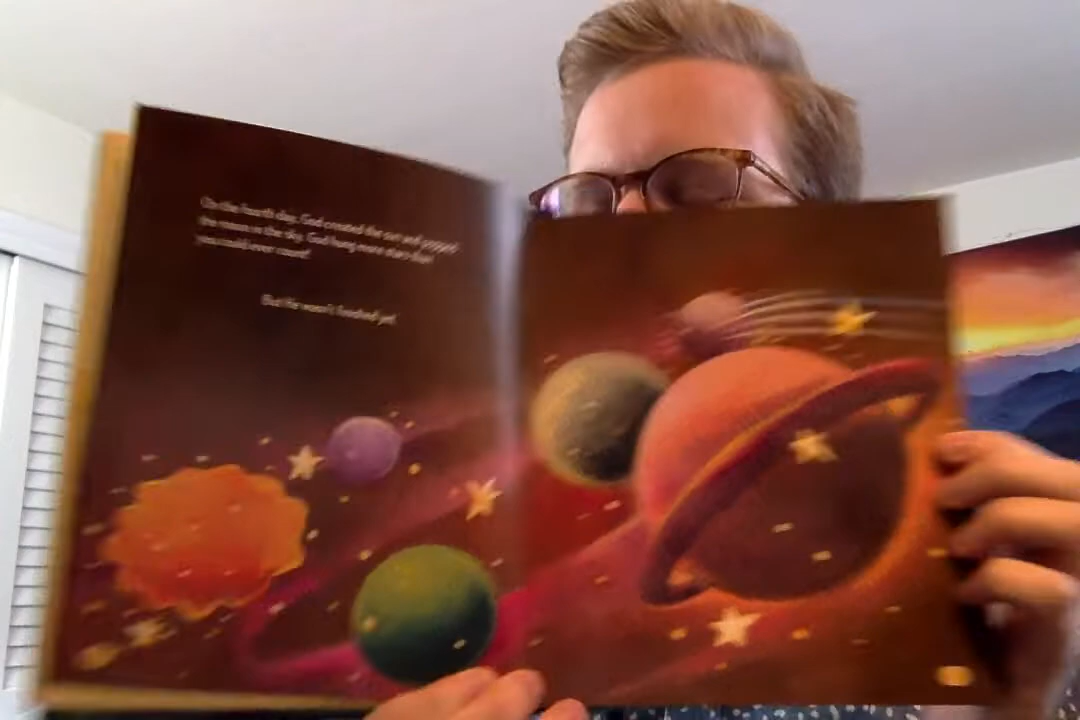 On the fourth day, God created the sun and popped
the moon in the sky. God hung more stars than
you could ever count!
But he wasn't finished yet.